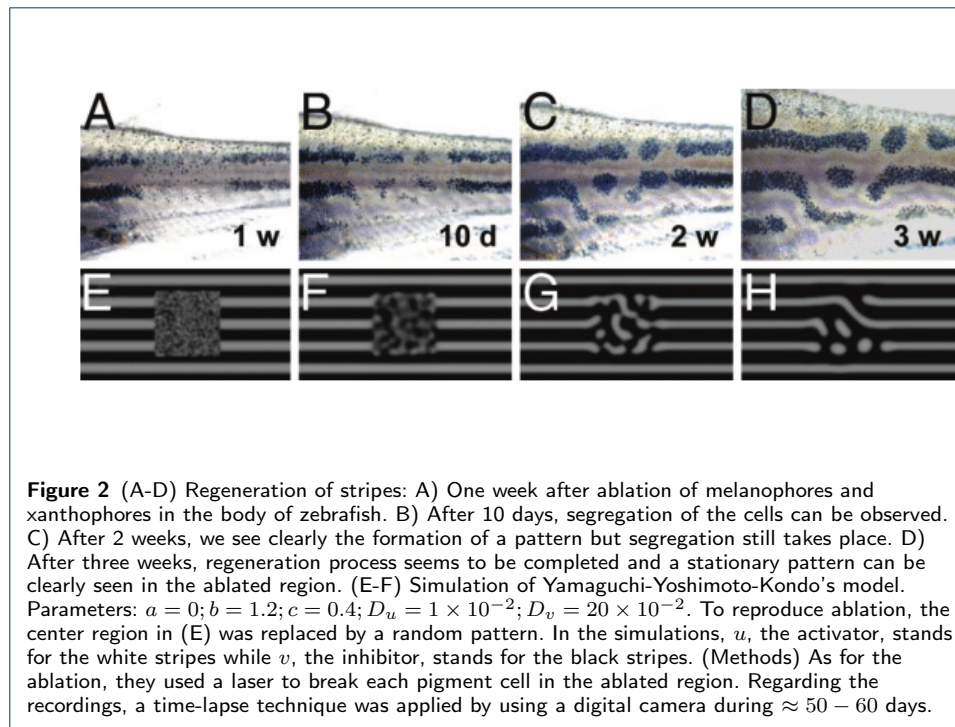 A B C D
1 w 10 d 2 w 3 w
E F G H
Figure 2 (A-D) Regeneration of stripes: A) One week after ablation of melanophores and
xanthophores in the body of zebrafish. B) After 10 days, segregation of the cells can be observed.
C) After 2 weeks, we see clearly the formation of a pattern but segregation still takes place. D)
After three weeks, regeneration process seems to be completed and a stationary pattern can be
clearly seen in the ablated region. (E-F) Simulation of Yamaguchi-Yoshimoto-Kondo's model.
Parameters: a = 0; b = 1.2; c = 0.4; Dᵤ = 1 × 10⁻²; Dᵥ = 20 × 10⁻². To reproduce ablation, the
center region in (E) was replaced by a random pattern. In the simulations, u, the activator, stands
for the white stripes while v, the inhibitor, stands for the black stripes. (Methods) As for the
ablation, they used a laser to break each pigment cell in the ablated region. Regarding the
recordings, a time-lapse technique was applied by using a digital camera during ≈ 50 − 60 days.